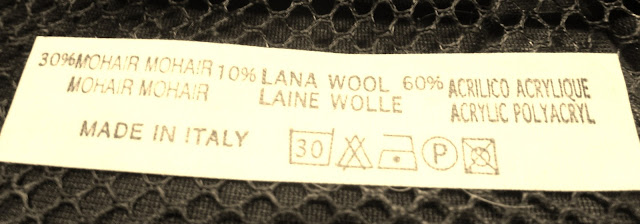 30% MOHAIR MOHAIR 10% LANA WOOL 60% ACRILICO ACRYLIQUE
MOHAIR MOHAIR LAINE WOLLE ACRYLIC POLYACRYL
MADE IN ITALY 30 P